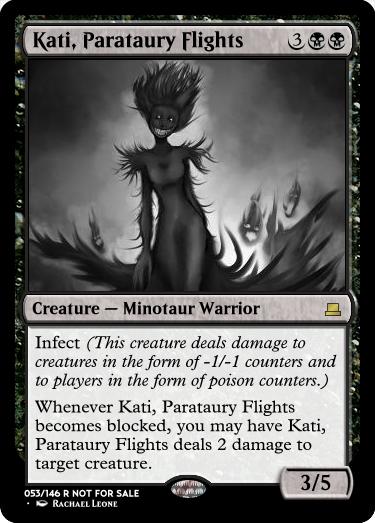 Kati, Parataury Flights 3
Creature — Minotaur Warrior
Infect (This creature deals damage to
creatures in the form of -1/-1 counters and
to players in the form of poison counters.)
Whenever Kati, Parataury Flights
becomes blocked, you may have Kati,
Parataury Flights deals 2 damage to
target creature.
3/5
053/146 R NOT FOR SALE
· Rachael Leone